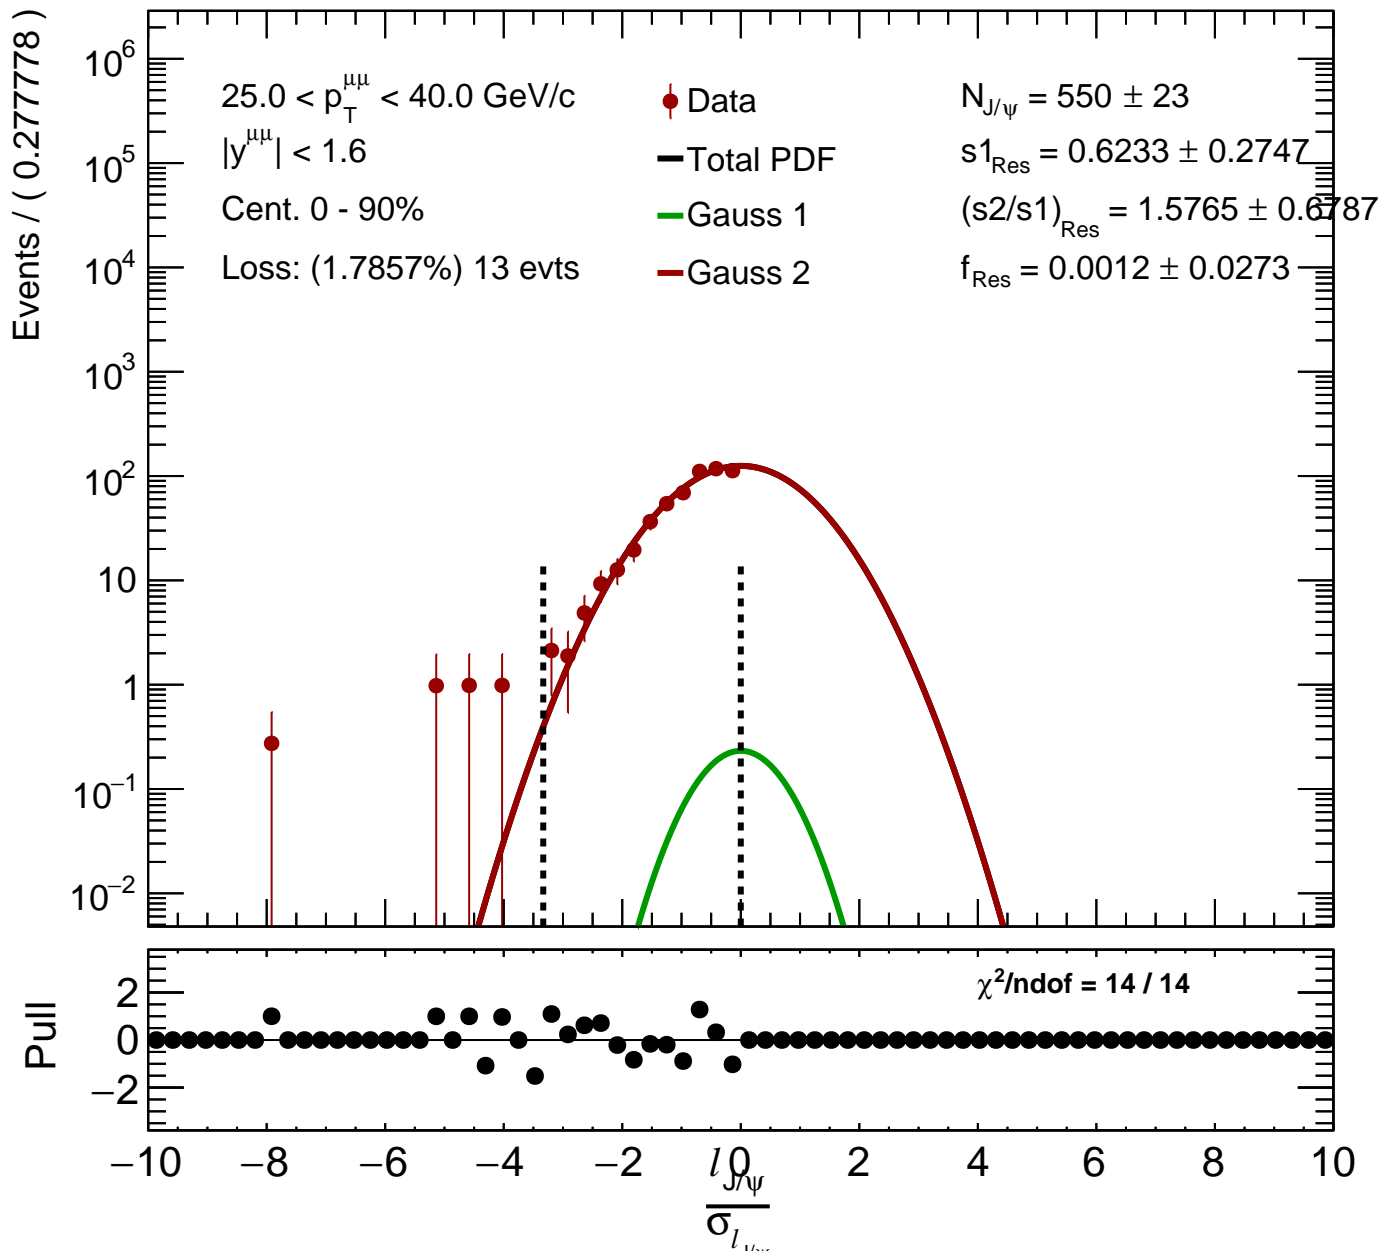 Events / ( 0.277778 )
10^6
10^5
10^4
10^3
10^2
10
1
10^−1
10^−2
25.0 < p_T^μμ < 40.0 GeV/c
|y^μμ| < 1.6
Cent. 0 - 90%
Loss: (1.7857%) 13 evts
Data
Total PDF
Gauss 1
Gauss 2
N_J/ψ = 550 ± 23
s1_Res = 0.6233 ± 0.2747
(s2/s1)_Res = 1.5765 ± 0.6787
f_Res = 0.0012 ± 0.0273
Pull
2
0
−2
χ²/ndof = 14 / 14
−10 −8 −6 −4 −2 0 2 4 6 8 10
l_J/ψ
σ_l_J/ψ